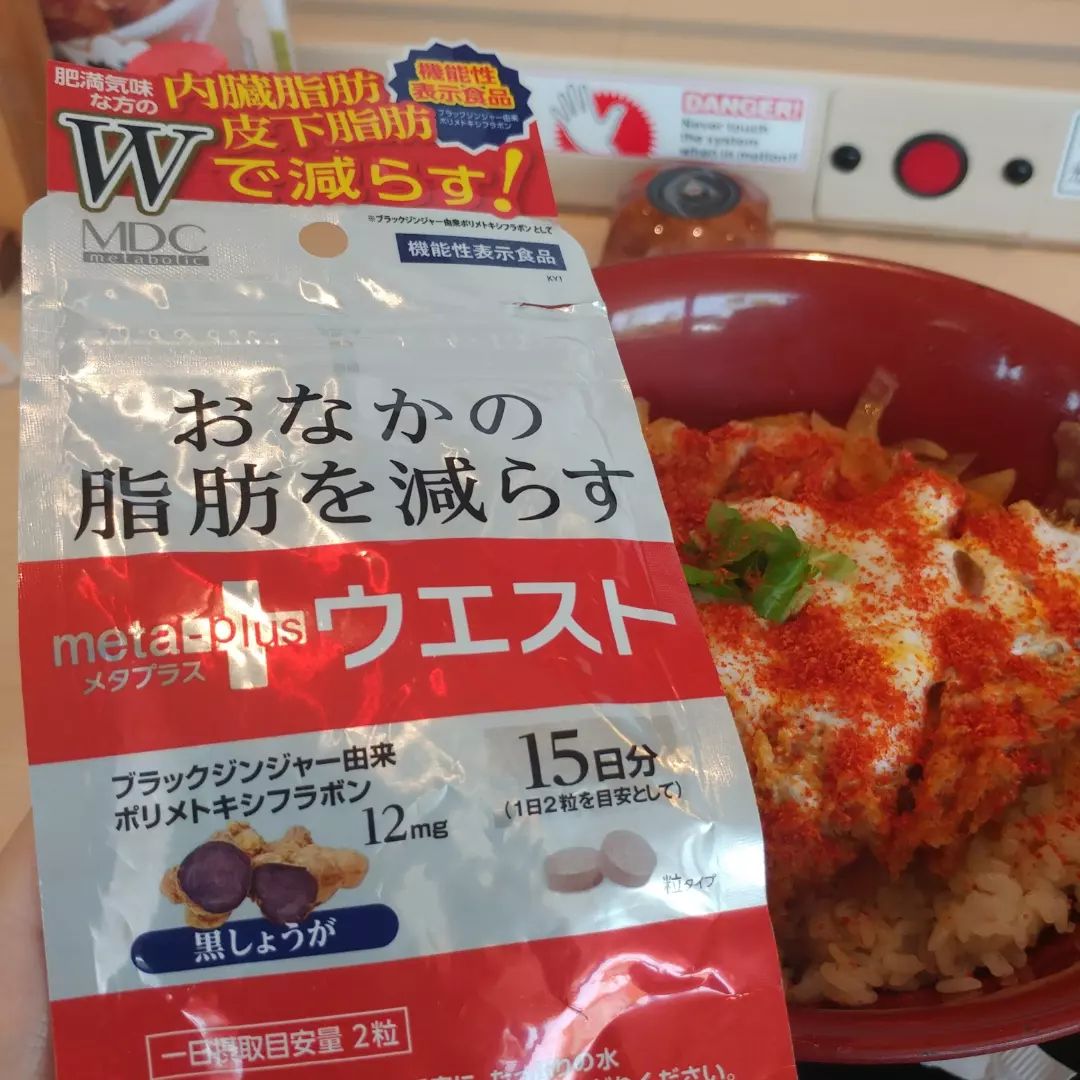 肥満気味
な方の
内臓脂肪
皮下脂肪
Wで減らす!
機能性
表示食品
ブラックジンジャー由来
ポリメトキシフラボン
※ブラックジンジャー由来ポリメトキシフラボンとして
MDC
metabolic
機能性表示食品
KY1
おなかの
脂肪を減らす
meta-plus
メタプラス
ウエスト
ブラックジンジャー由来
ポリメトキシフラボン
12mg
15日分
(1日2粒を目安として)
粒タイプ
黒しょうが
一日摂取目安量 2粒
の水
ください。
DANGER!
Never touch
the system
when in motion!!